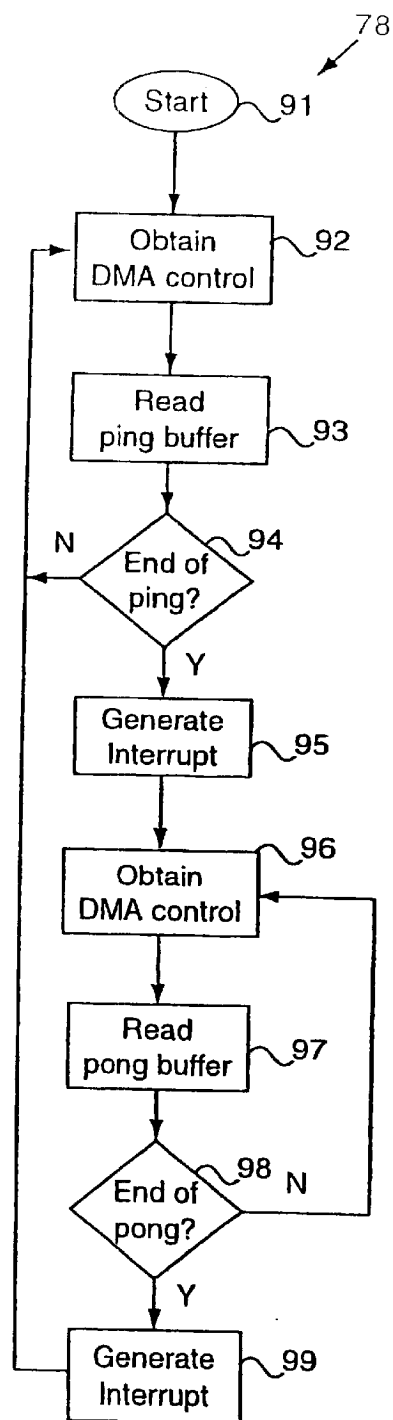 78
Start
91
Obtain
DMA control
92
Read
ping buffer
93
N
End of
ping?
94
Y
Generate
Interrupt
95
96
Obtain
DMA control
Read
pong buffer
97
98
N
End of
pong?
Y
Generate
Interrupt
99